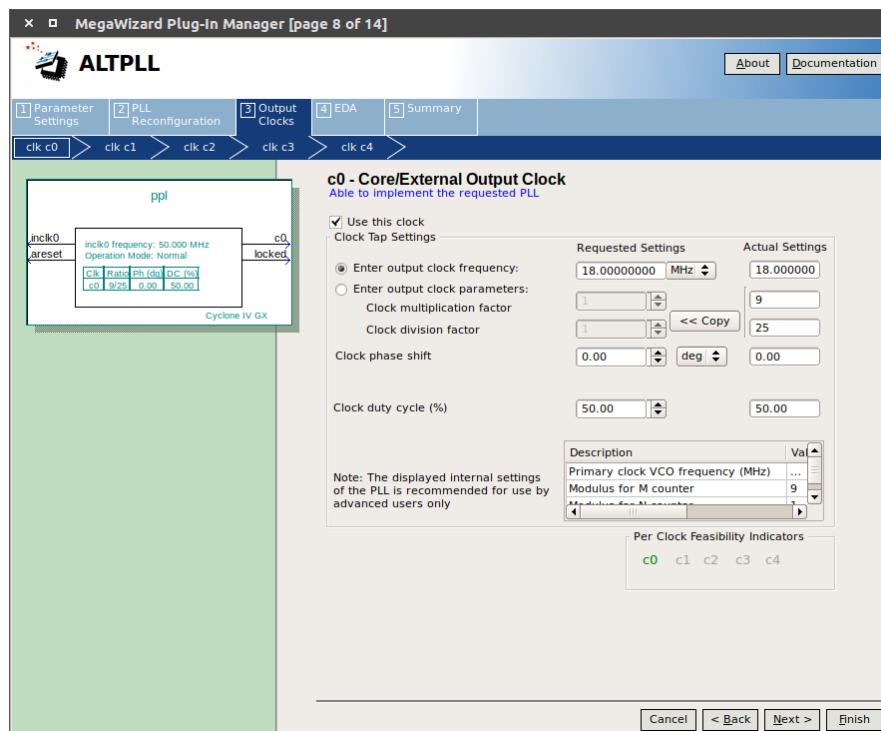 MegaWizard Plug-In Manager [page 8 of 14]
ALTPLL
About Documentation
1 Parameter Settings
2 PLL Reconfiguration
3 Output Clocks
4 EDA
5 Summary
clk c0 clk c1 clk c2 clk c3 clk c4
ppl
inclk0
areset
c0
locked
inclk0 frequency: 50.000 MHz
Operation Mode: Normal
Clk Ratio Ph (dg) DC (%)
c0 9/25 0.00 50.00
Cyclone IV GX
c0 - Core/External Output Clock
Able to implement the requested PLL
Use this clock
Clock Tap Settings
Requested Settings Actual Settings
Enter output clock frequency: 18.00000000 MHz 18.000000
Enter output clock parameters:
Clock multiplication factor 1 9
<< Copy
Clock division factor 1 25
Clock phase shift 0.00 deg 0.00
Clock duty cycle (%) 50.00 50.00
Note: The displayed internal settings
of the PLL is recommended for use by
advanced users only
Description Val
Primary clock VCO frequency (MHz) ...
Modulus for M counter 9
Modulus for N counter 1
Per Clock Feasibility Indicators
c0 c1 c2 c3 c4
Cancel < Back Next > Finish